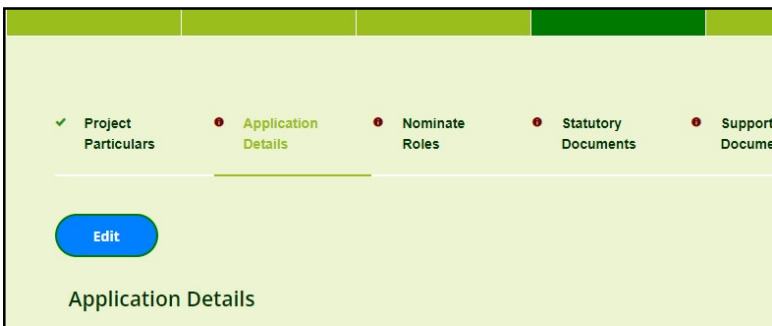 Project
Particulars
Application
Details
Nominate
Roles
Statutory
Documents
Edit
Application Details